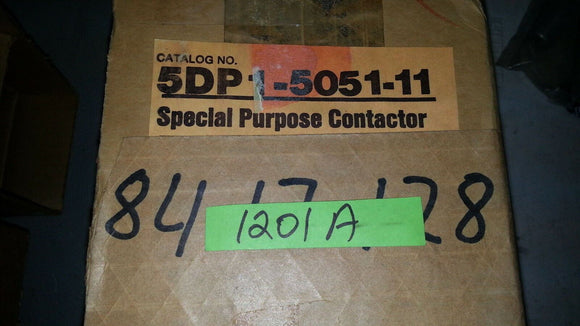 CATALOG NO.
5DP1-5051-11
Special Purpose Contactor
84 17 128
1201 A